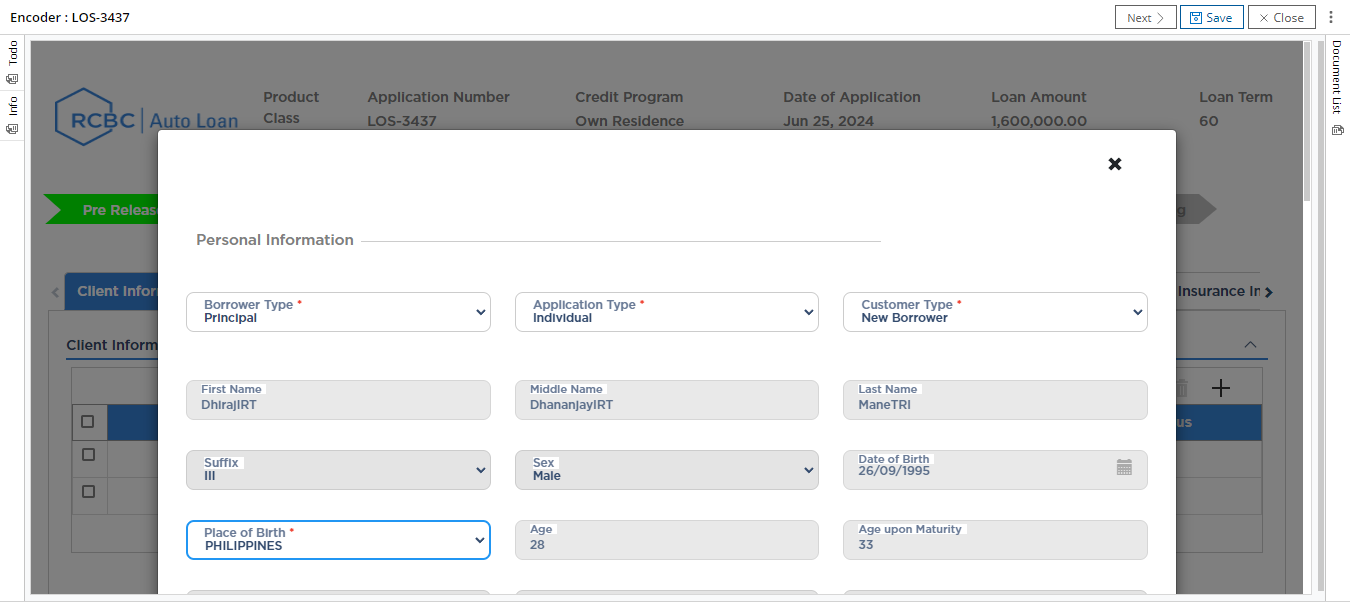 Encoder : LOS-3437
Next
Save
Close
Todo
Info
Document List
RCBC Auto Loan
Product Class
Application Number
LOS-3437
Credit Program
Own Residence
Date of Application
Jun 25, 2024
Loan Amount
1,600,000.00
Loan Term
60
Pre Releas
g
Client Infor
Insurance In
Client Inform
us
Personal Information
Borrower Type *
Principal
Application Type *
Individual
Customer Type *
New Borrower
First Name
DhirajIRT
Middle Name
DhananjayIRT
Last Name
ManeTRI
Suffix
III
Sex
Male
Date of Birth
26/09/1995
Place of Birth *
PHILIPPINES
Age
28
Age upon Maturity
33